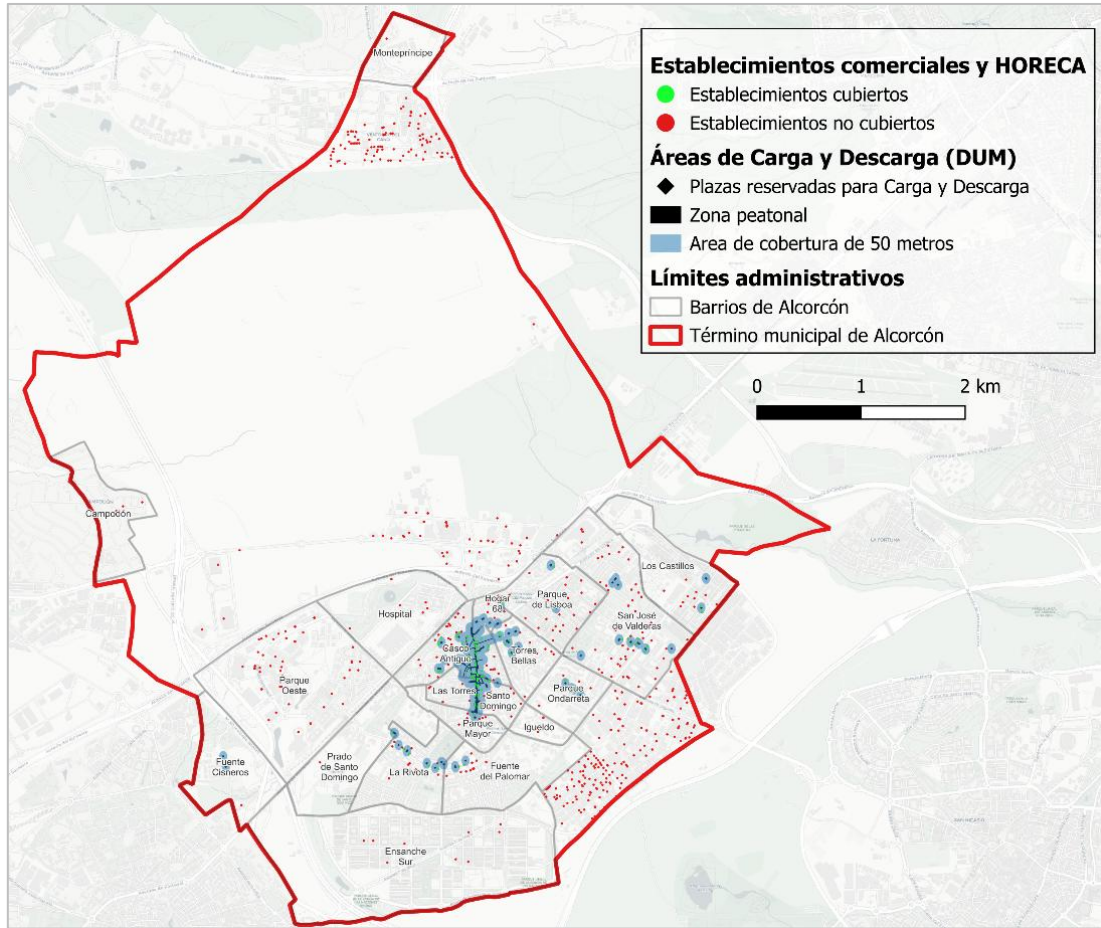 Establecimientos comerciales y HORECA
Establecimientos cubiertos
Establecimientos no cubiertos
Áreas de Carga y Descarga (DUM)
Plazas reservadas para Carga y Descarga
Zona peatonal
Area de cobertura de 50 metros
Límites administrativos
Barrios de Alcorcón
Término municipal de Alcorcón
0 1 2 km
Montepríncipe
Campodón
LA FORTUNA
Los Castillos
Hospital
Bogar
68
Parque
de Lisboa
San José
de Valderas
Casco
Antiguo
Torres
Bellas
Parque
Oeste
Las Torres
Santo
Domingo
Parque
Ondarreta
Parque
Mayor
Igueldo
Fuente
Cisneros
Prado
de Santo
Domingo
La Rivota
Fuente
del Palomar
Ensanche
Sur